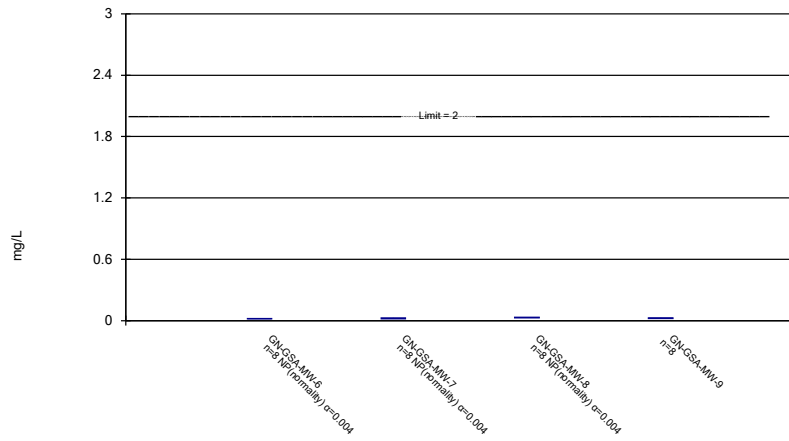 3
2.4
Limit = 2
1.8
1.2
mg/L
0.6
0
GN-GSA-MW-6
n=8 NP(normality) α=0.004
GN-GSA-MW-7
n=8 NP(normality) α=0.004
GN-GSA-MW-8
n=8 NP(normality) α=0.004
GN-GSA-MW-9
n=8